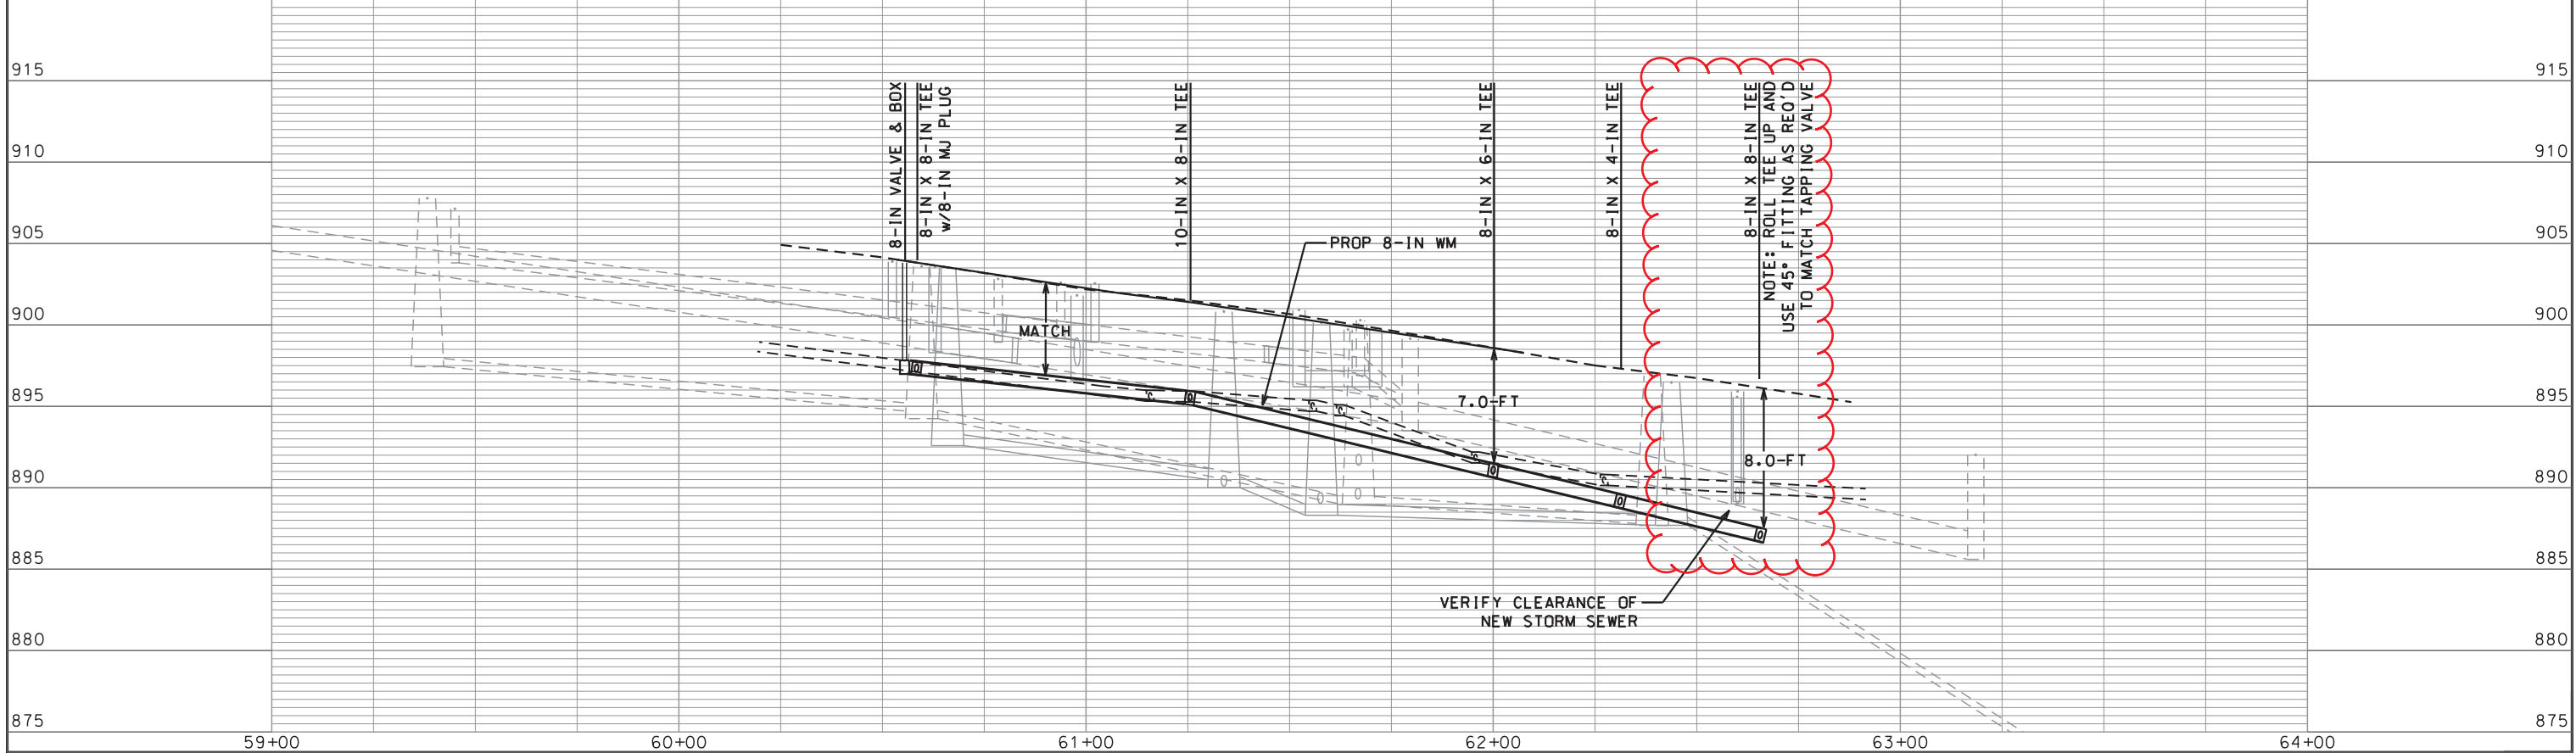 915
910
905
900
895
890
885
880
875
8-IN VALVE & BOX
8-IN X 8-IN TEE
w/8-IN MJ PLUG
10-IN X 8-IN TEE
8-IN X 6-IN TEE
8-IN X 4-IN TEE
8-IN X 8-IN TEE
NOTE: ROLL TEE UP AND
USE 45° FITTING AS REQ'D
TO MATCH TAPPING VALVE
PROP 8-IN WM
MATCH
7.0-FT
8.0-FT
VERIFY CLEARANCE OF
NEW STORM SEWER
915
910
905
900
895
890
885
880
875
59+00
60+00
61+00
62+00
63+00
64+00